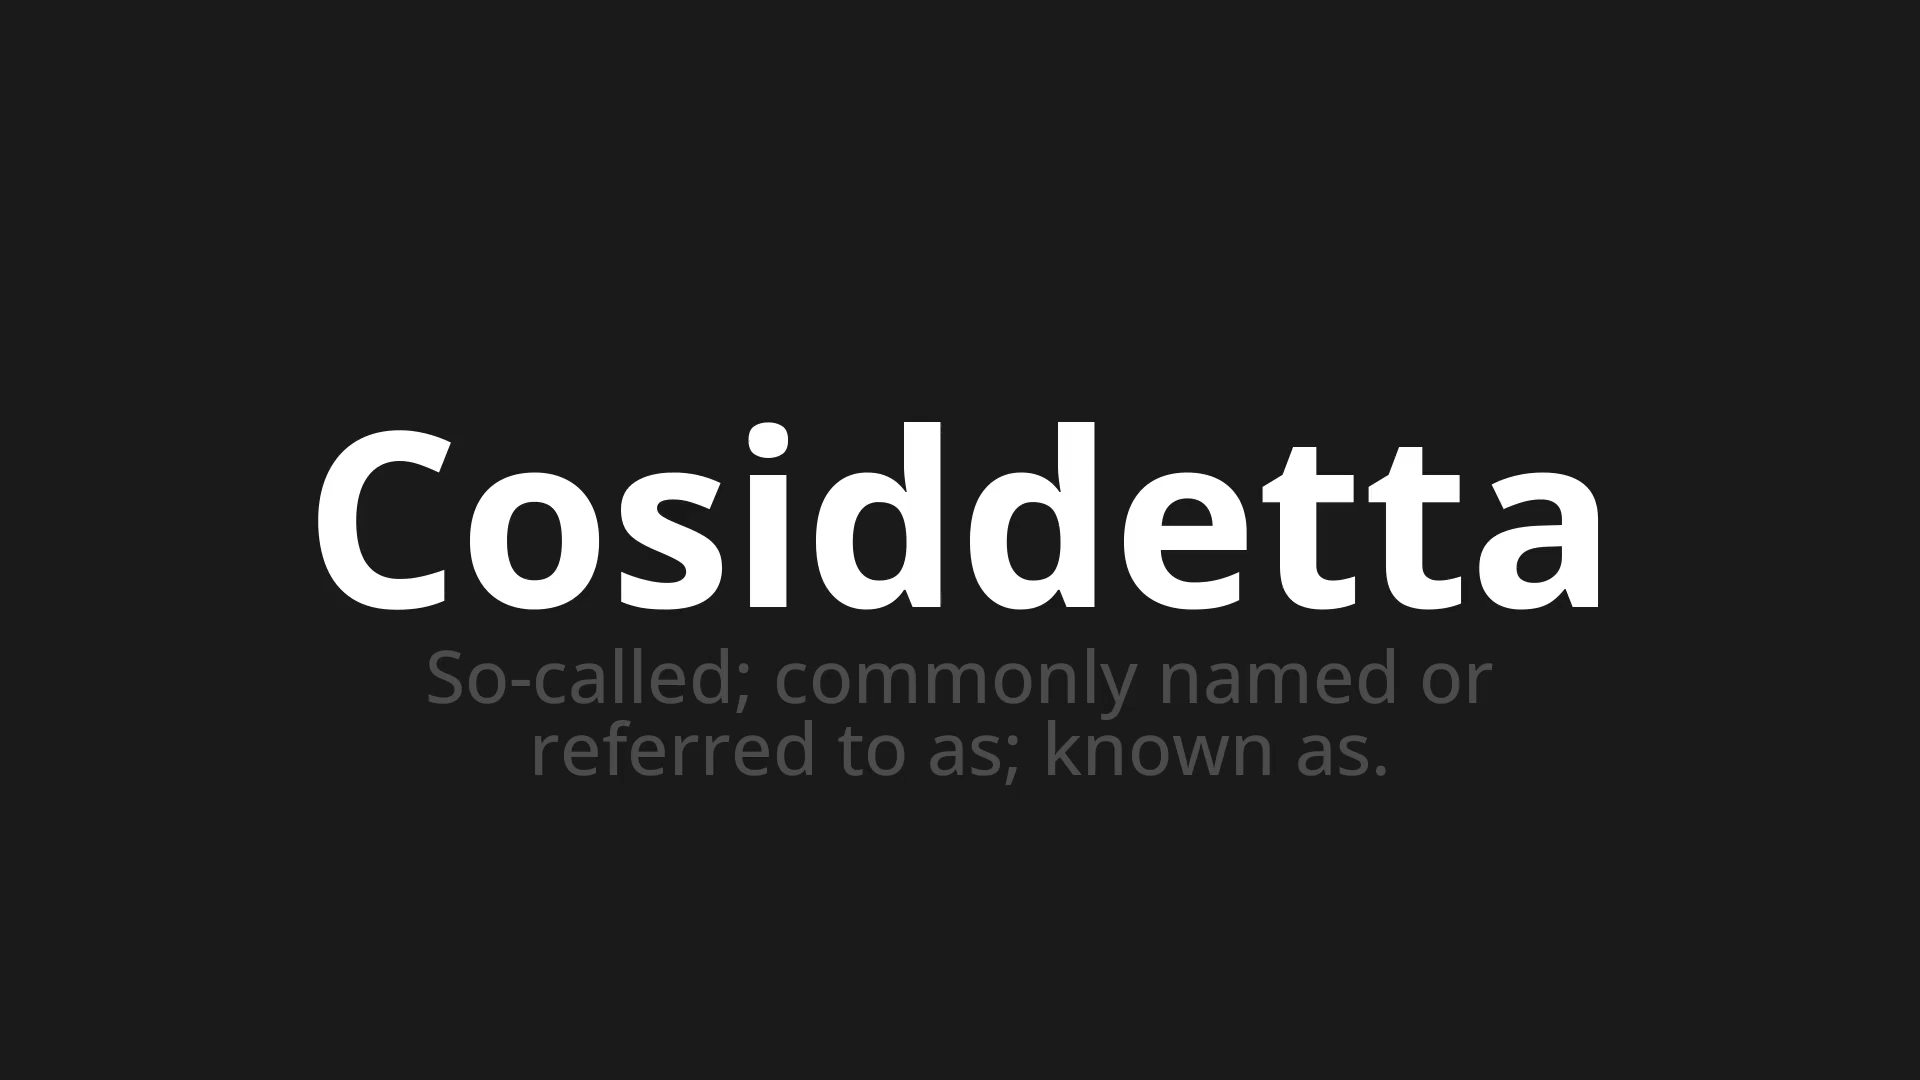 Cosiddetta
So-called; commonly named or
referred to as; known as.